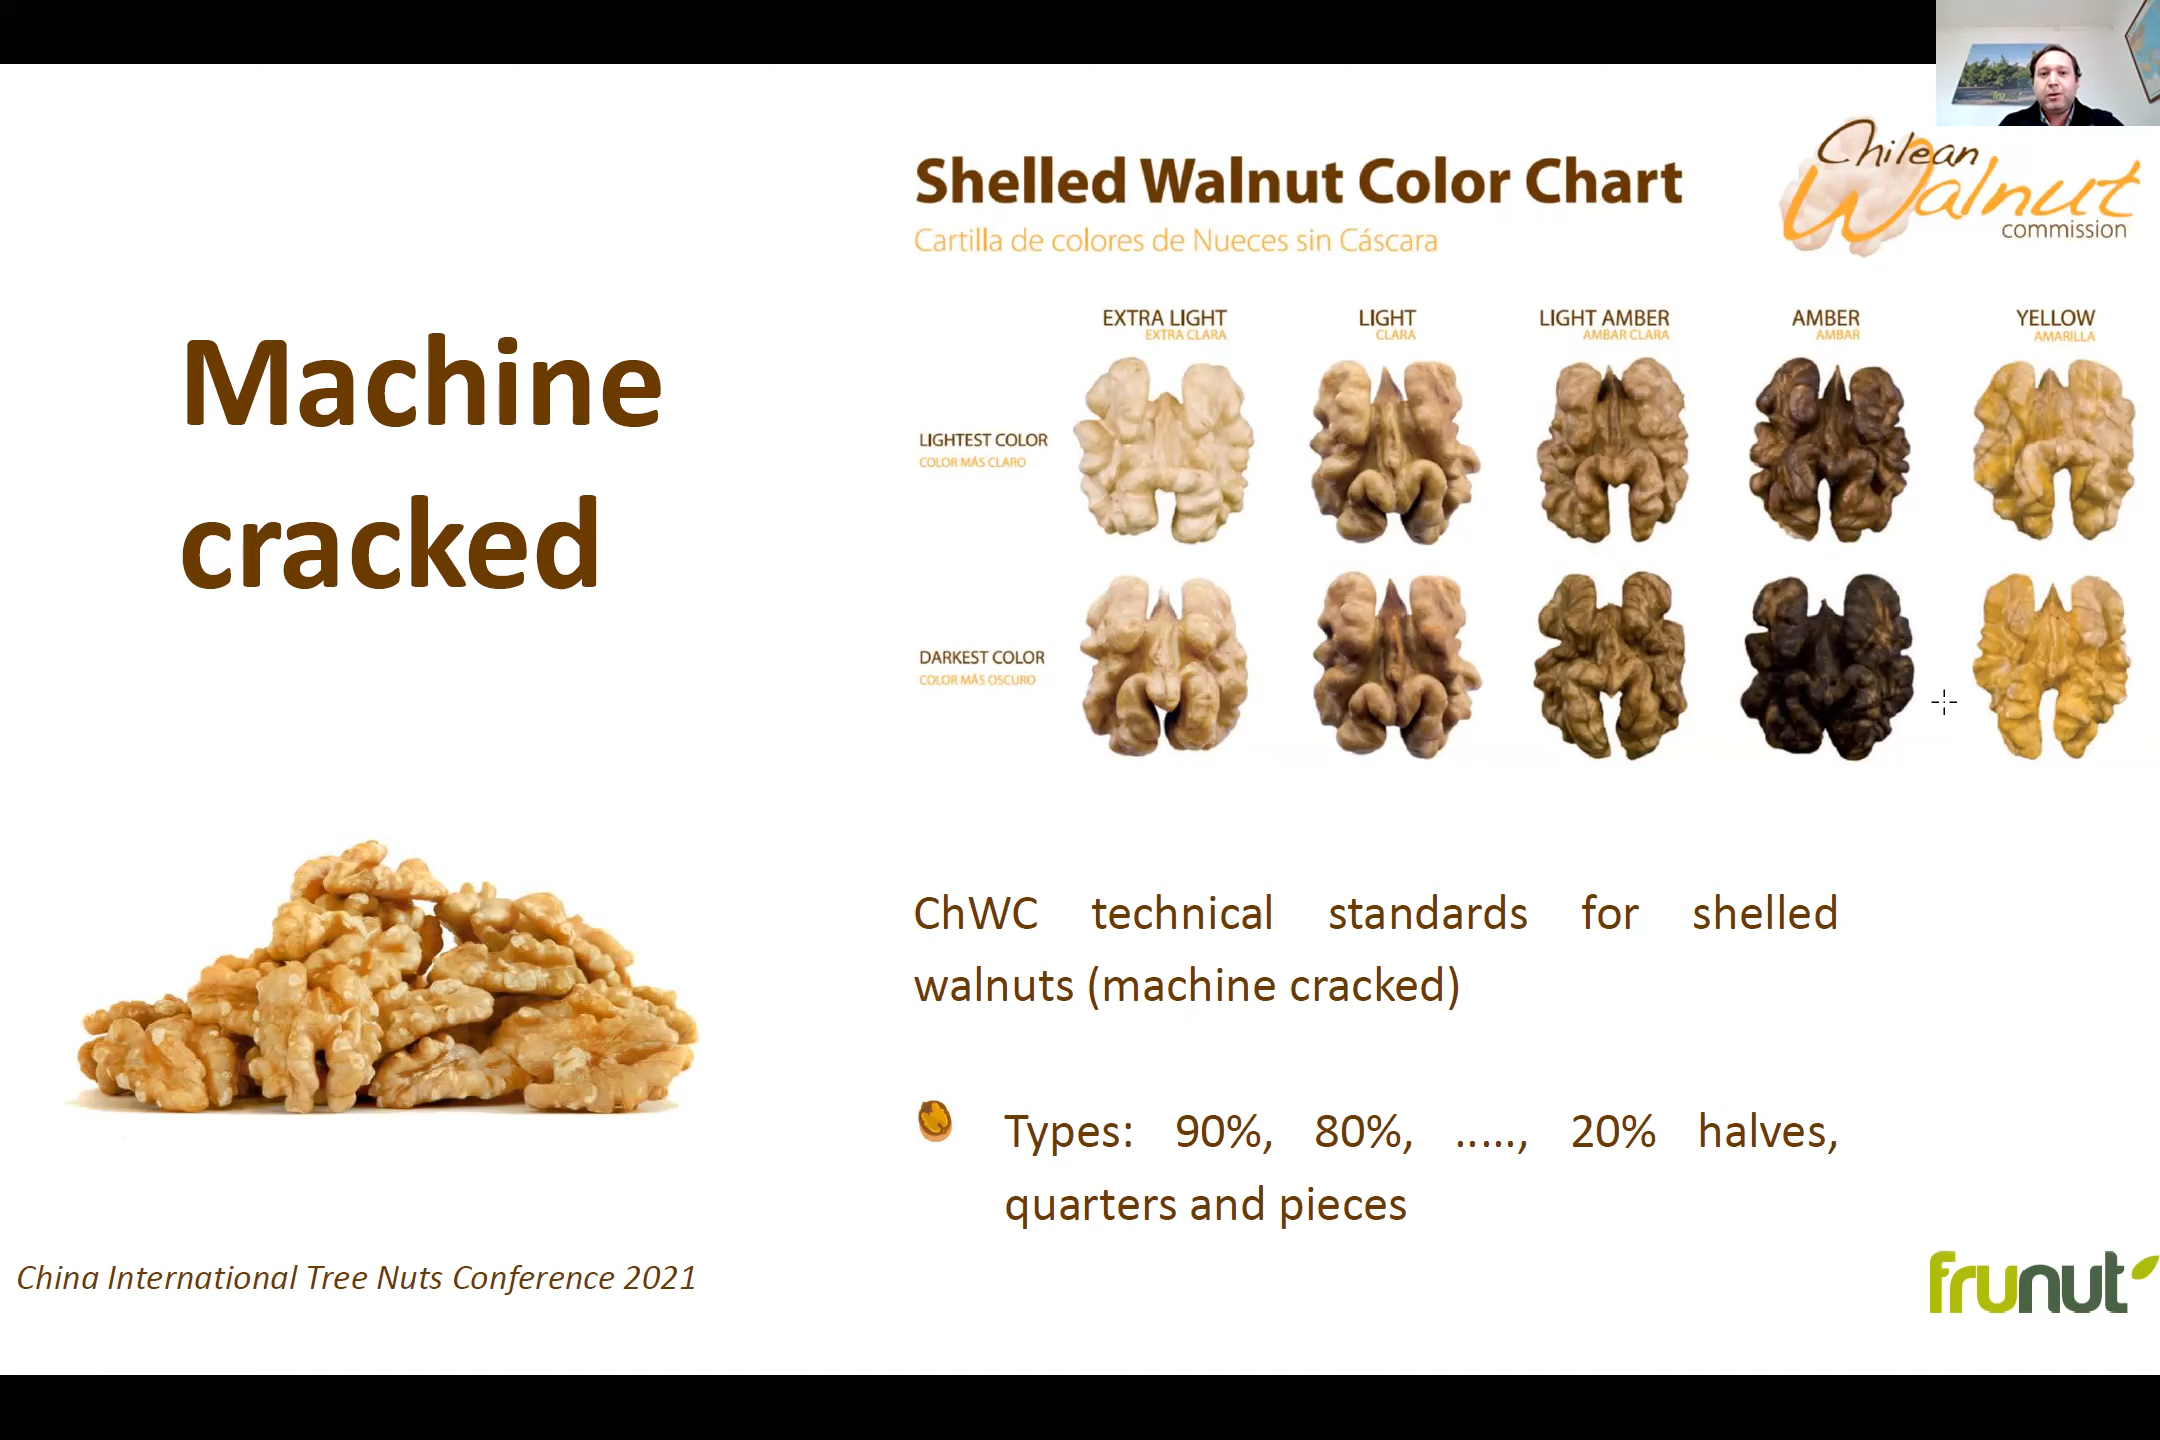 Machine
cracked
Shelled Walnut Color Chart
Cartilla de colores de Nueces sin Cáscara
Chilean
Walnut
commission
EXTRA LIGHT
EXTRA CLARA
LIGHT
CLARA
LIGHT AMBER
AMBAR CLARA
AMBER
AMBAR
YELLOW
AMARILLA
LIGHTEST COLOR
COLOR MÁS CLARO
DARKEST COLOR
COLOR MÁS OSCURO
ChWC technical standards for shelled
walnuts (machine cracked)
Types: 90%, 80%, ....., 20% halves,
quarters and pieces
China International Tree Nuts Conference 2021
frunut